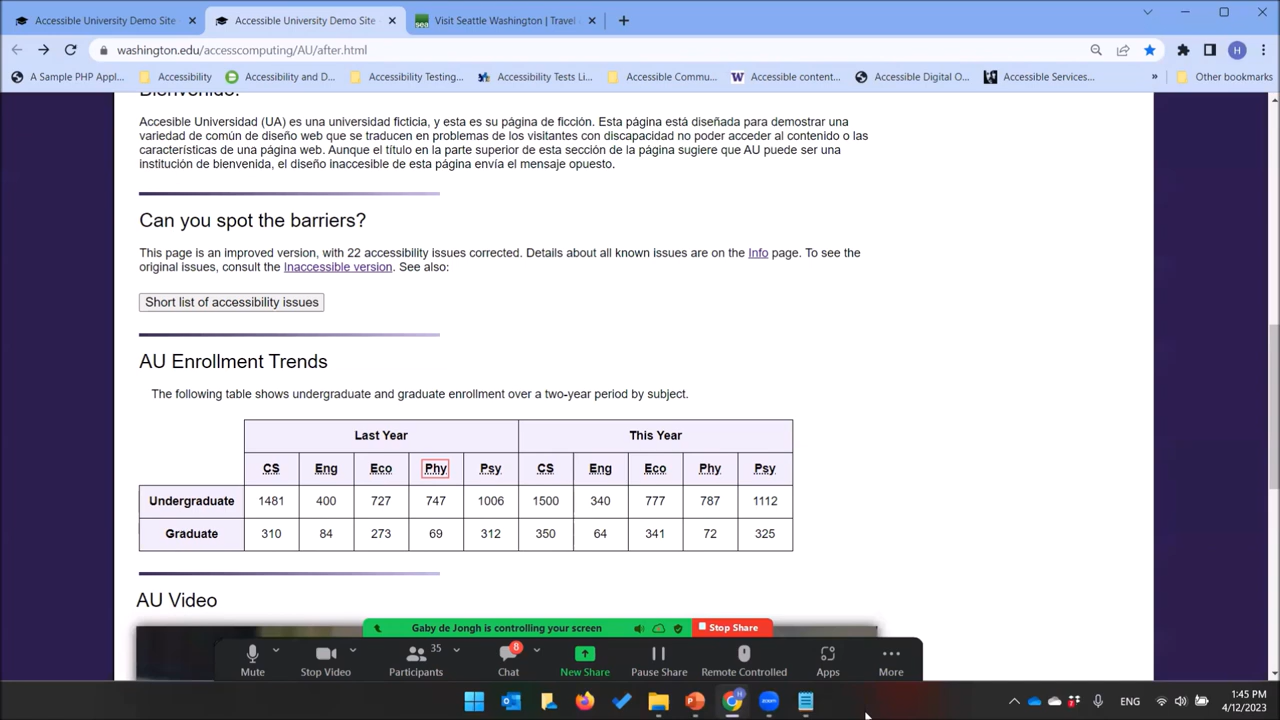 Accessible University Demo Site
Accessible University Demo Site
Visit Seattle Washington | Travel
washington.edu/accesscomputing/AU/after.html
H
A Sample PHP Appl...
Accessibility
Accessibility and D...
Accessibility Testing...
Accessibility Tests Li...
Accessible Commu...
Accessible content...
Accessible Digital O...
Accessible Services...
»
Other bookmarks
Bienvenido!
Accesible Universidad (UA) es una universidad ficticia, y esta es su página de ficción. Esta página está diseñada para demostrar una
variedad de común de diseño web que se traducen en problemas de los visitantes con discapacidad no poder acceder al contenido o las
características de una página web. Aunque el título en la parte superior de esta sección de la página sugiere que AU puede ser una
institución de bienvenida, el diseño inaccesible de esta página envía el mensaje opuesto.
Can you spot the barriers?
This page is an improved version, with 22 accessibility issues corrected. Details about all known issues are on the Info page. To see the
original issues, consult the Inaccessible version. See also:
Short list of accessibility issues
AU Enrollment Trends
The following table shows undergraduate and graduate enrollment over a two-year period by subject.
Last Year This Year
CS Eng Eco Phy Psy CS Eng Eco Phy Psy
Undergraduate 1481 400 727 747 1006 1500 340 777 787 1112
Graduate 310 84 273 69 312 350 64 341 72 325
AU Video
Gaby de Jongh is controlling your screen
Stop Share
Mute
Stop Video
Participants 35
Chat 8
New Share
Pause Share
Remote Controlled
Apps
More
ENG
1:45 PM
4/12/2023